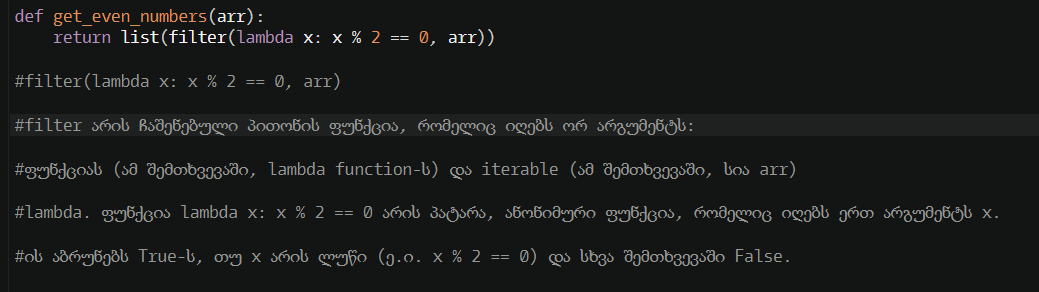 def get_even_numbers(arr):
    return list(filter(lambda x: x % 2 == 0, arr))
#filter(lambda x: x % 2 == 0, arr)
#filter არის ჩაშენებული პითონის ფუნქცია, რომელიც იღებს ორ არგუმენტს:
#ფუნქციას (ამ შემთხვევაში, lambda function-ს) და iterable (ამ შემთხვევაში, სია arr)
#lambda. ფუნქცია lambda x: x % 2 == 0 არის პატარა, ანონიმური ფუნქცია, რომელიც იღებს ერთ არგუმენტს x.
#ის აბრუნებს True-ს, თუ x არის ლუწი (ე.ი. x % 2 == 0) და სხვა შემთხვევაში False.